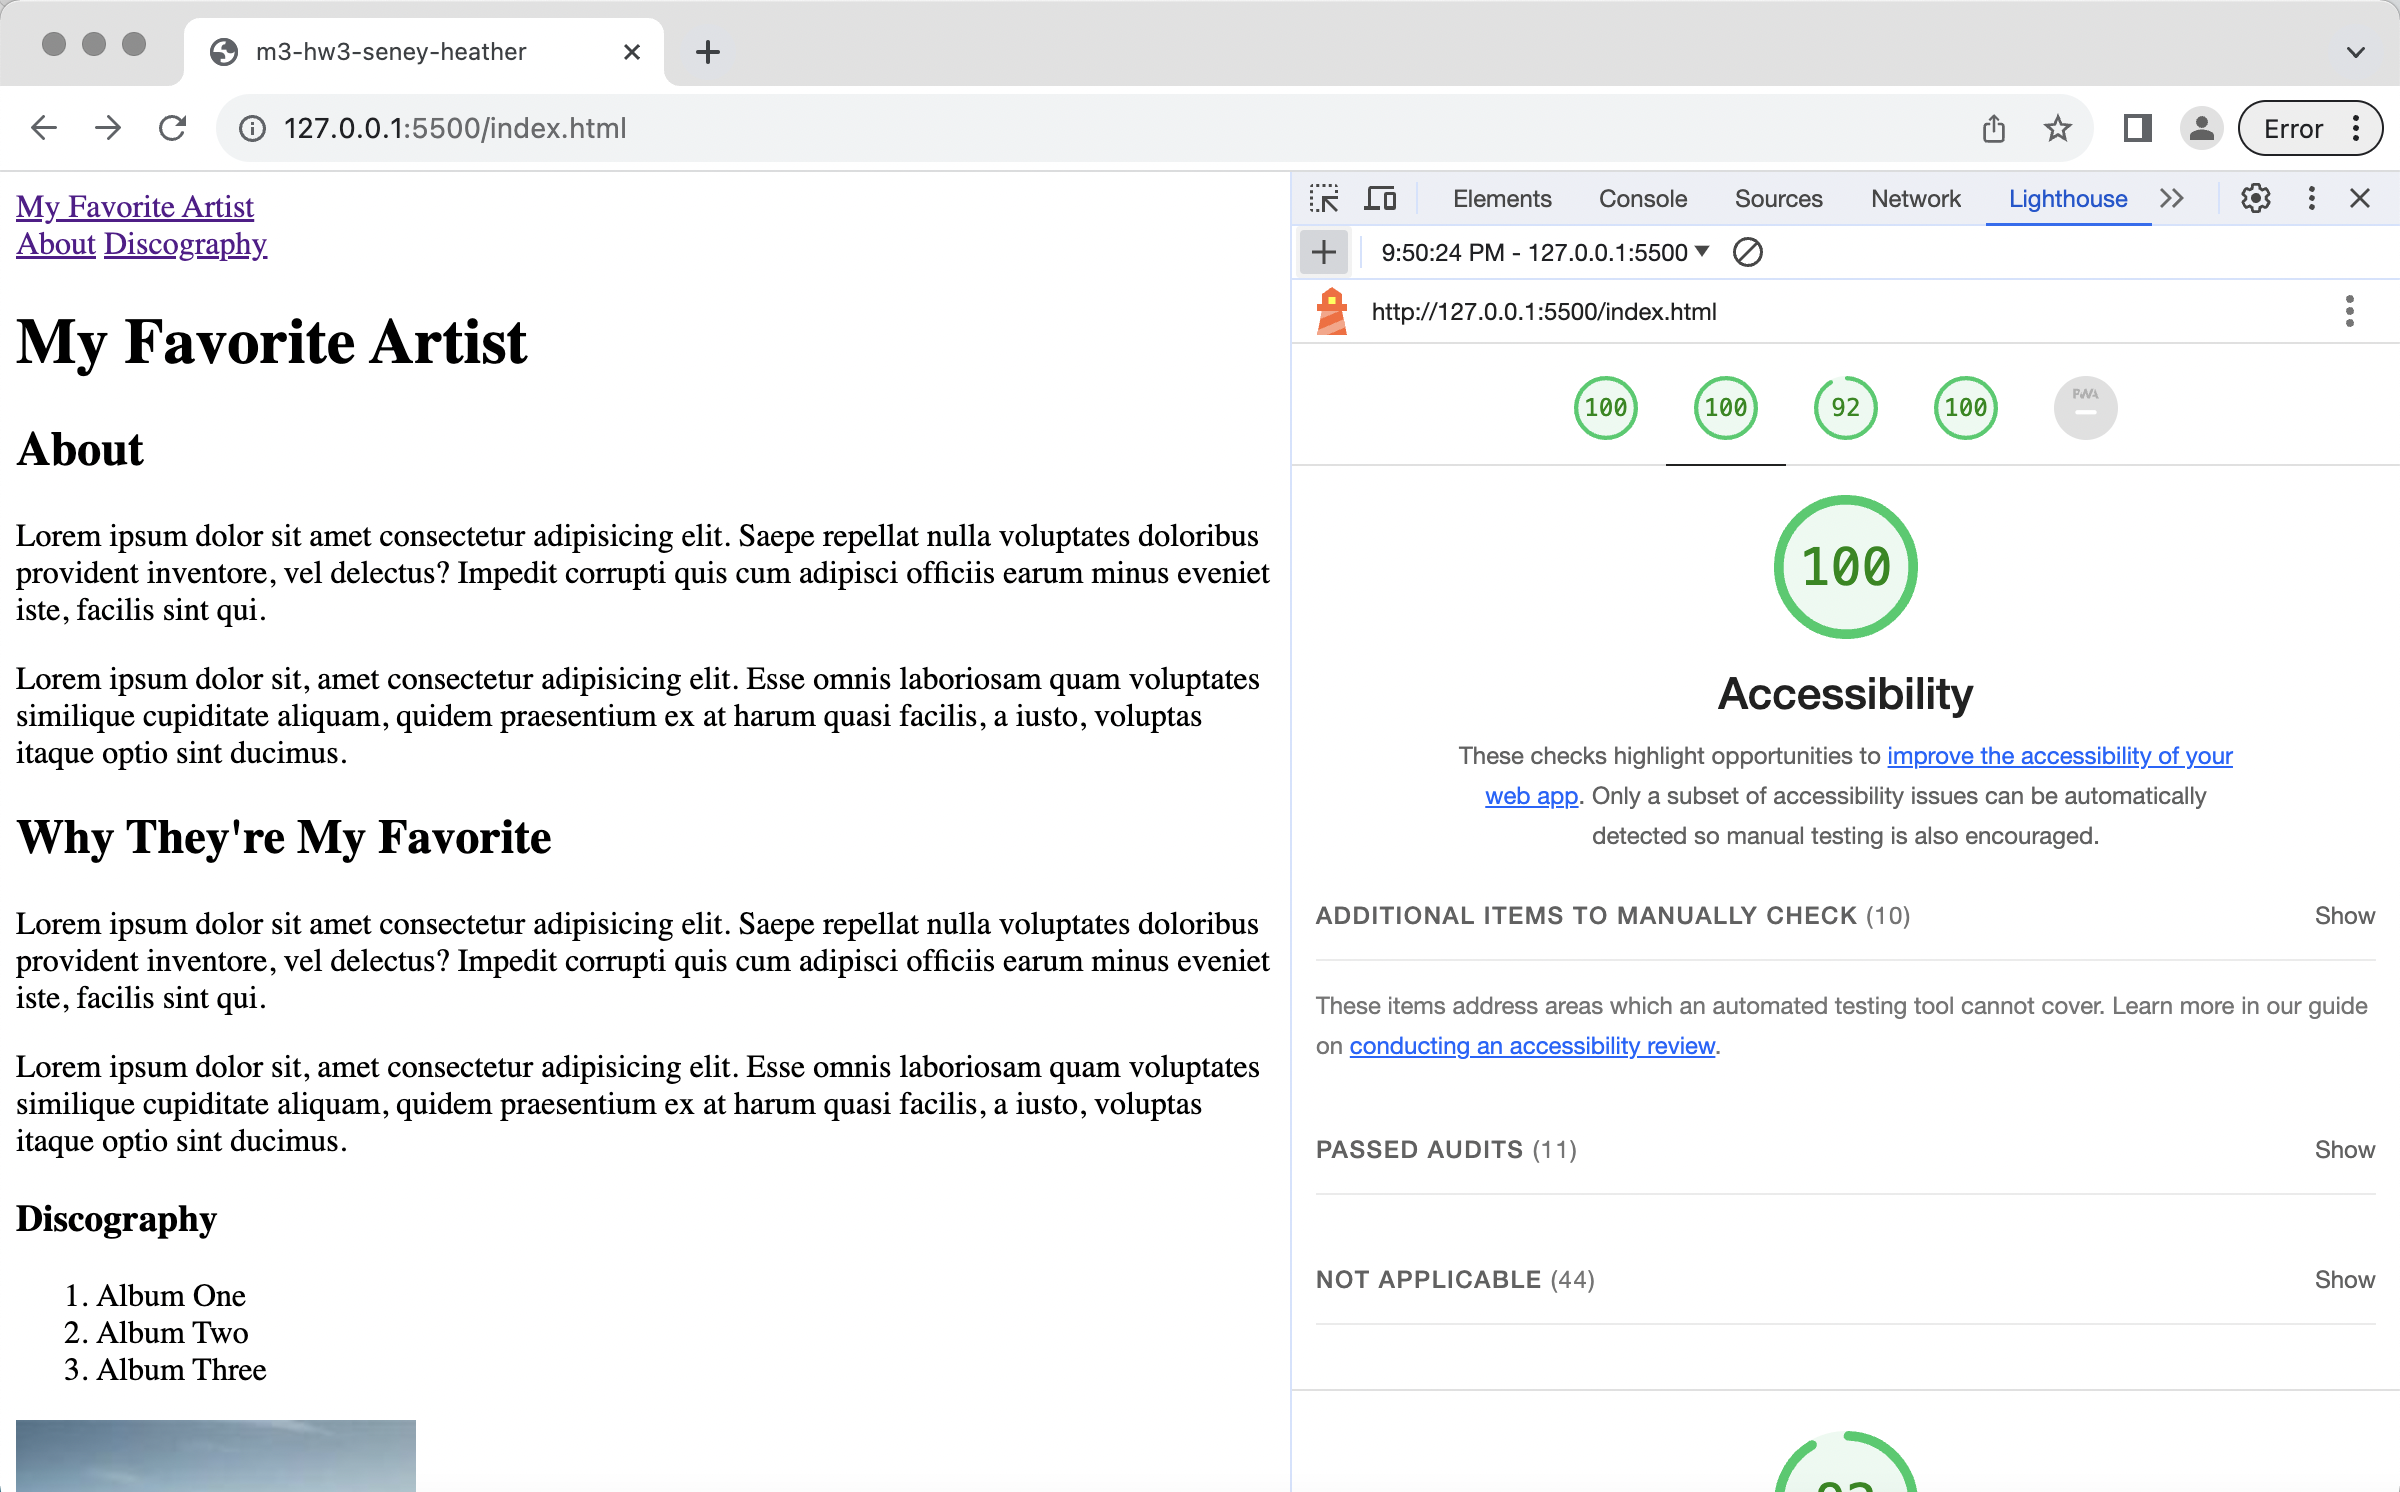 m3-hw3-seney-heather
127.0.0.1:5500/index.html
Error
My Favorite Artist
About Discography
My Favorite Artist
About
Lorem ipsum dolor sit amet consectetur adipisicing elit. Saepe repellat nulla voluptates doloribus
provident inventore, vel delectus? Impedit corrupti quis cum adipisci officiis earum minus eveniet
iste, facilis sint qui.
Lorem ipsum dolor sit, amet consectetur adipisicing elit. Esse omnis laboriosam quam voluptates
similique cupiditate aliquam, quidem praesentium ex at harum quasi facilis, a iusto, voluptas
itaque optio sint ducimus.
Why They're My Favorite
Lorem ipsum dolor sit amet consectetur adipisicing elit. Saepe repellat nulla voluptates doloribus
provident inventore, vel delectus? Impedit corrupti quis cum adipisci officiis earum minus eveniet
iste, facilis sint qui.
Lorem ipsum dolor sit, amet consectetur adipisicing elit. Esse omnis laboriosam quam voluptates
similique cupiditate aliquam, quidem praesentium ex at harum quasi facilis, a iusto, voluptas
itaque optio sint ducimus.
Discography
1. Album One
2. Album Two
3. Album Three
Elements Console Sources Network Lighthouse
9:50:24 PM - 127.0.0.1:5500
http://127.0.0.1:5500/index.html
100 100 92 100 PWA
100
Accessibility
These checks highlight opportunities to improve the accessibility of your
web app. Only a subset of accessibility issues can be automatically
detected so manual testing is also encouraged.
ADDITIONAL ITEMS TO MANUALLY CHECK (10) Show
These items address areas which an automated testing tool cannot cover. Learn more in our guide
on conducting an accessibility review.
PASSED AUDITS (11) Show
NOT APPLICABLE (44) Show
92